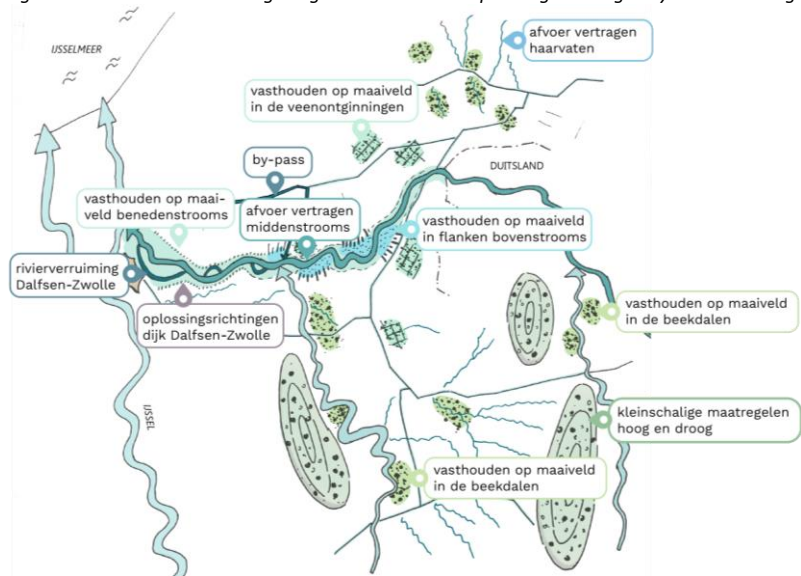 IJSSELMEER
afvoer vertragen
haarvaten
vasthouden op maaiveld
in de veenontginningen
by-pass
DUITSLAND
vasthouden op maai-
veld benedenstrooms
afvoer vertragen
middenstrooms
vasthouden op maaiveld
in flanken bovenstrooms
rivierverruiming
Dalfsen-Zwolle
oplossingsrichtingen
dijk Dalfsen-Zwolle
vasthouden op maaiveld
in de beekdalen
IJSSEL
kleinschalige maatregelen
hoog en droog
vasthouden op maaiveld
in de beekdalen